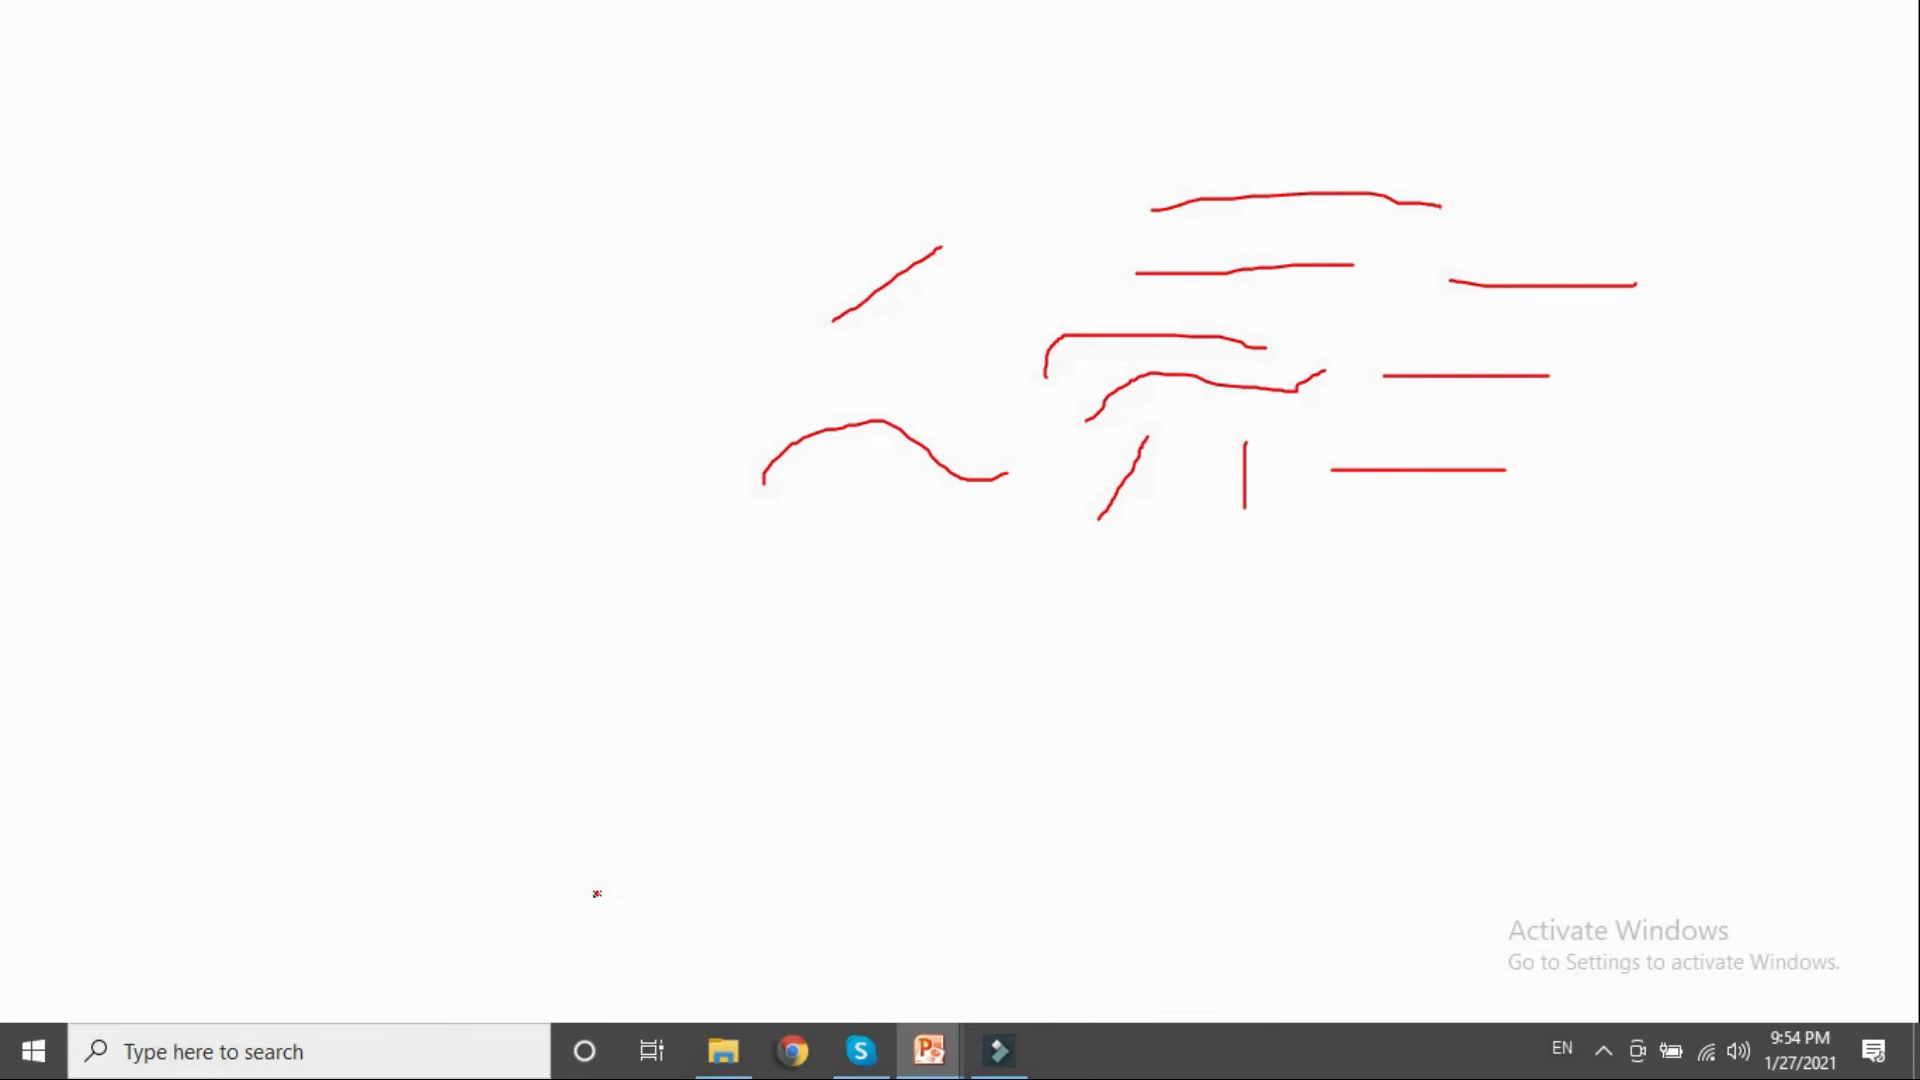 Activate Windows
Go to Settings to activate Windows.
Type here to search
EN
9:54 PM
1/27/2021